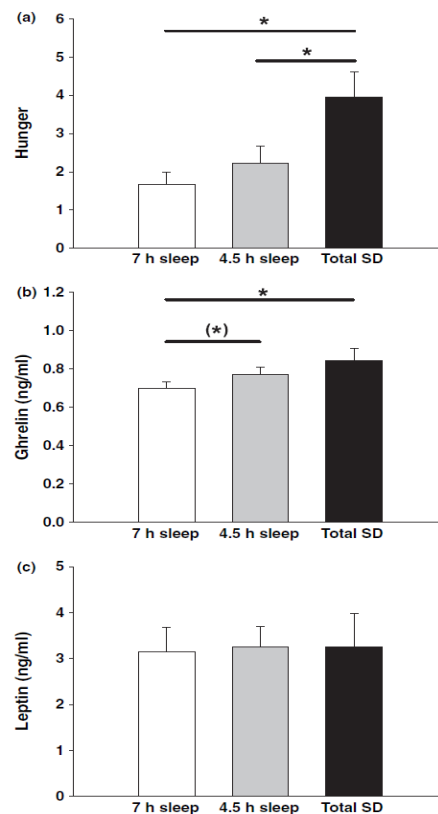 (a)
6
5
4
3
2
1
0
Hunger
*
*
7 h sleep 4.5 h sleep Total SD
(b)
1.2
1.0
0.8
0.6
0.4
0.2
0.0
Ghrelin (ng/ml)
*
(*)
7 h sleep 4.5 h sleep Total SD
(c)
5
4
3
2
1
0
Leptin (ng/ml)
7 h sleep 4.5 h sleep Total SD